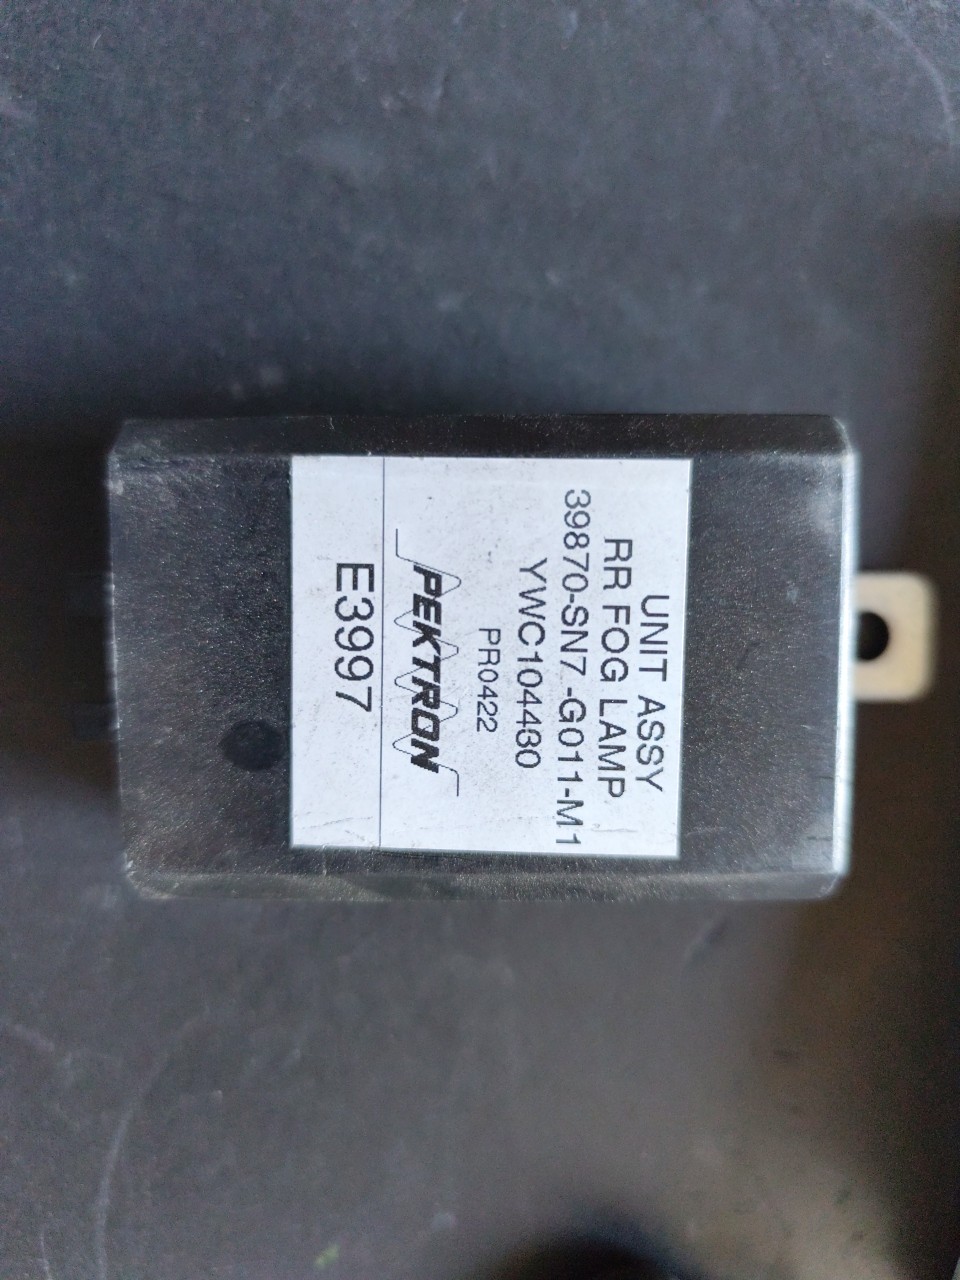 UNIT ASSY
RR FOG LAMP
39870-SN7-G011-M1
YWC104430
PR0422
PEKTRON
E3997